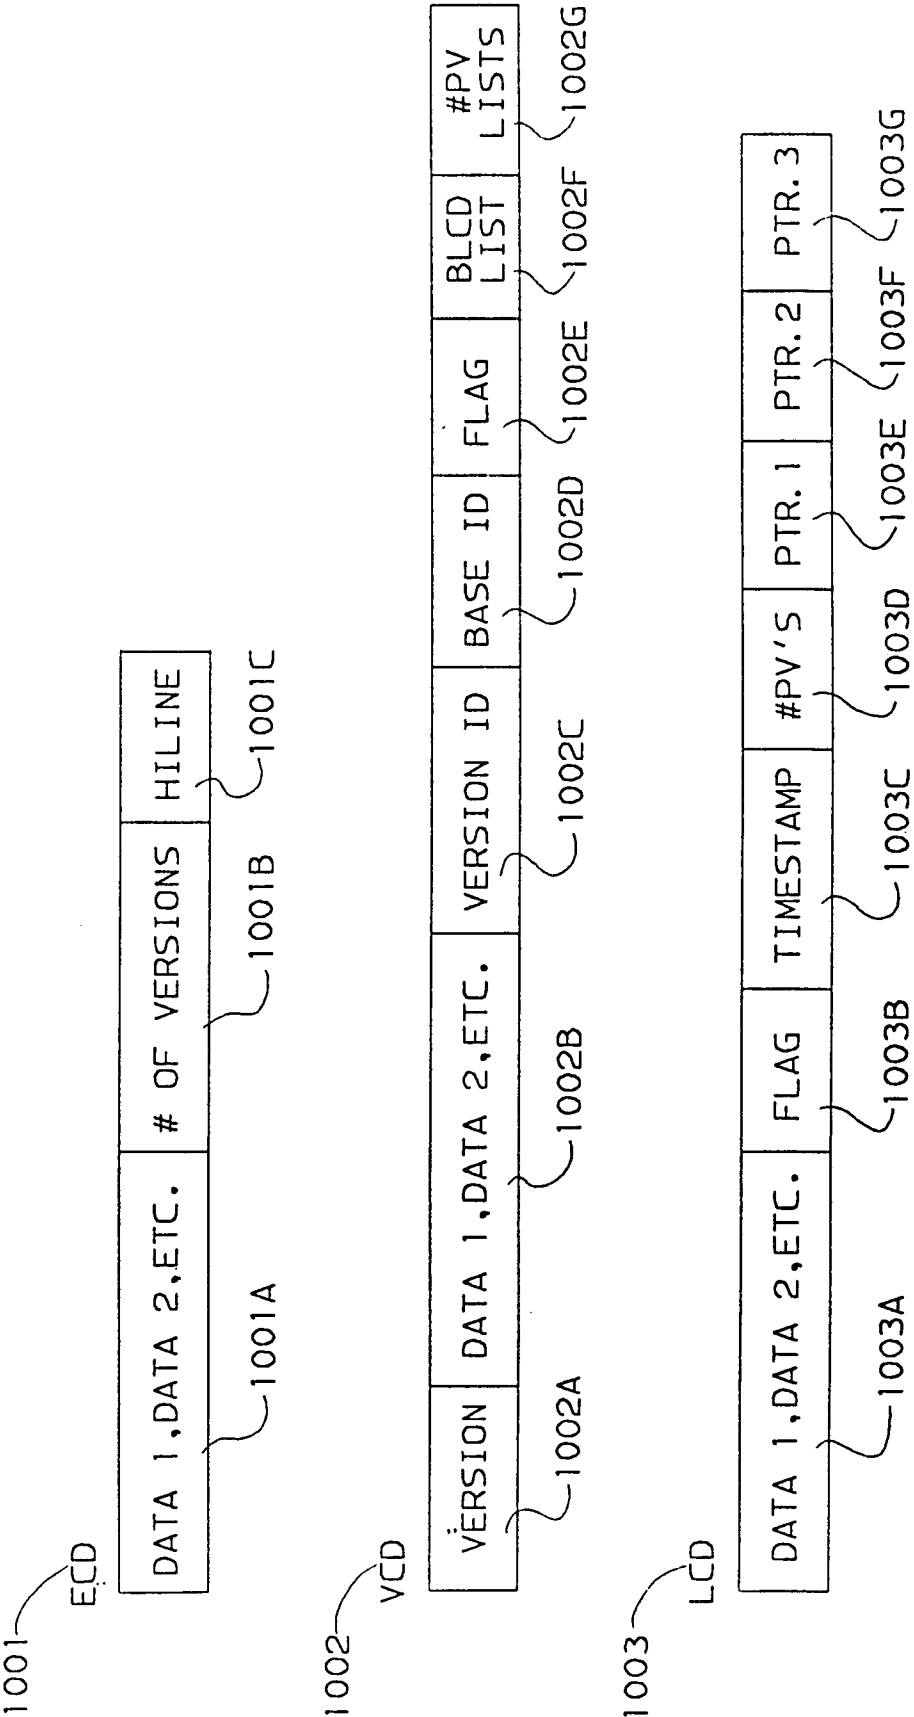 1001
ECD
DATA 1,DATA 2,ETC.
# OF VERSIONS
HILINE
1001A
1001B
1001C
1002
VCD
VERSION
DATA 1,DATA 2,ETC.
VERSION ID
BASE ID
FLAG
BLCD
LIST
#PV
LISTS
1002A
1002B
1002C
1002D
1002E
1002F
1002G
1003
LCD
DATA 1,DATA 2,ETC.
FLAG
TIMESTAMP
#PV'S
PTR. 1
PTR. 2
PTR. 3
1003A
1003B
1003C
1003D
1003E
1003F
1003G